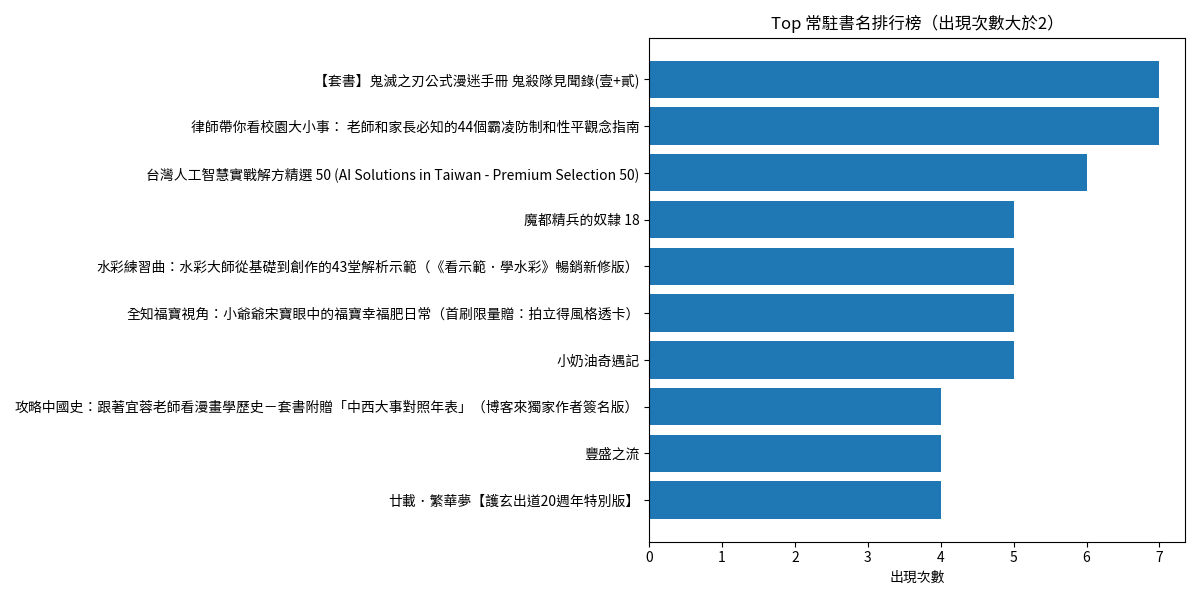 Top 常駐書名排行榜（出現次數大於2）
【套書】鬼滅之刃公式漫迷手冊 鬼殺隊見聞錄(壹+貳)
律師帶你看校園大小事： 老師和家長必知的44個霸凌防制和性平觀念指南
台灣人工智慧實戰解方精選 50 (AI Solutions in Taiwan - Premium Selection 50)
魔都精兵的奴隸 18
水彩練習曲：水彩大師從基礎到創作的43堂解析示範（《看示範．學水彩》暢銷新修版）
全知福寶視角：小爺爺宋寶眼中的福寶幸福肥日常（首刷限量贈：拍立得風格透卡）
小奶油奇遇記
攻略中國史：跟著宜蓉老師看漫畫學歷史－套書附贈「中西大事對照年表」（博客來獨家作者簽名版）
豐盛之流
廿載．繁華夢【護玄出道20週年特別版】
0 1 2 3 4 5 6 7
出現次數